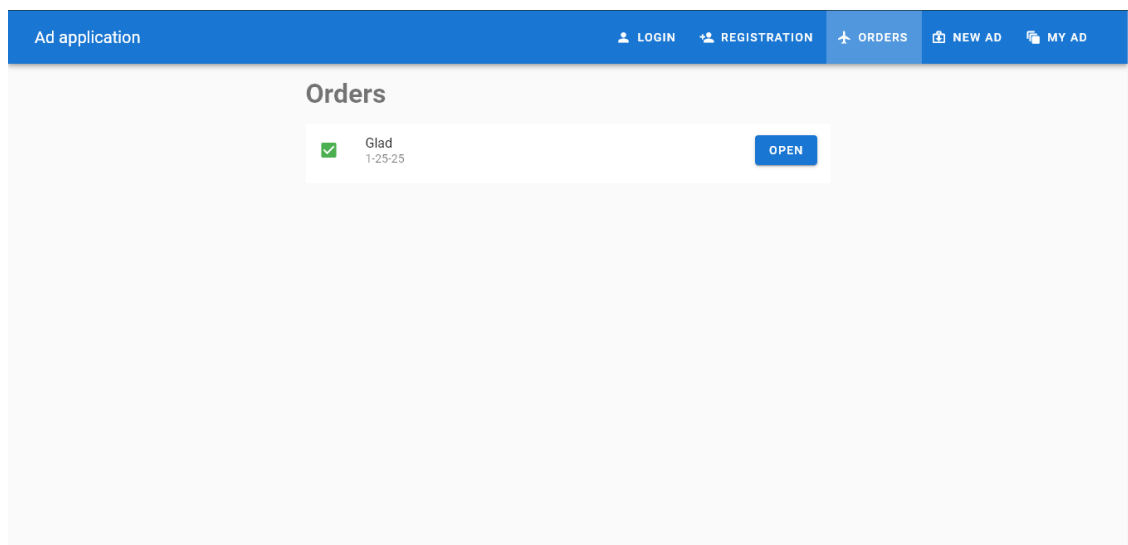 Ad application
LOGIN REGISTRATION ORDERS NEW AD MY AD
Orders
Glad
1-25-25
OPEN